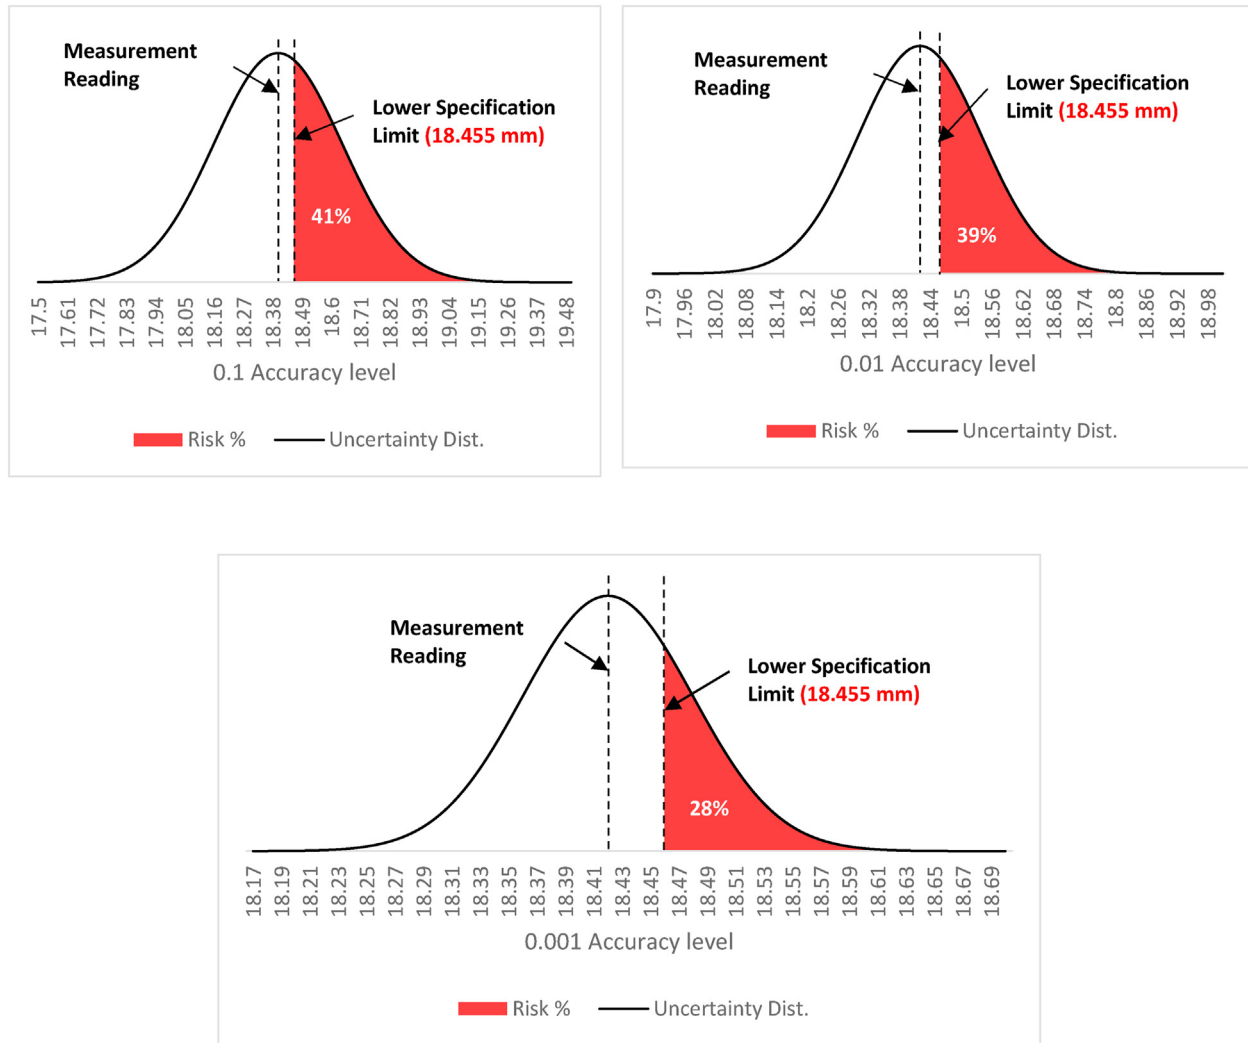 Measurement
Reading
Lower Specification
Limit (18.455 mm)
41%
17.5 17.61 17.72 17.83 17.94 18.05 18.16 18.27 18.38 18.49 18.6 18.71 18.82 18.93 19.04 19.15 19.26 19.37 19.48
0.1 Accuracy level
Risk % Uncertainty Dist.
Measurement
Reading
Lower Specification
Limit (18.455 mm)
39%
17.9 17.96 18.02 18.08 18.14 18.2 18.26 18.32 18.38 18.44 18.5 18.56 18.62 18.68 18.74 18.8 18.86 18.92 18.98
0.01 Accuracy level
Risk % Uncertainty Dist.
Measurement
Reading
Lower Specification
Limit (18.455 mm)
28%
18.17 18.19 18.21 18.23 18.25 18.27 18.29 18.31 18.33 18.35 18.37 18.39 18.41 18.43 18.45 18.47 18.49 18.51 18.53 18.55 18.57 18.59 18.61 18.63 18.65 18.67 18.69
0.001 Accuracy level
Risk % Uncertainty Dist.